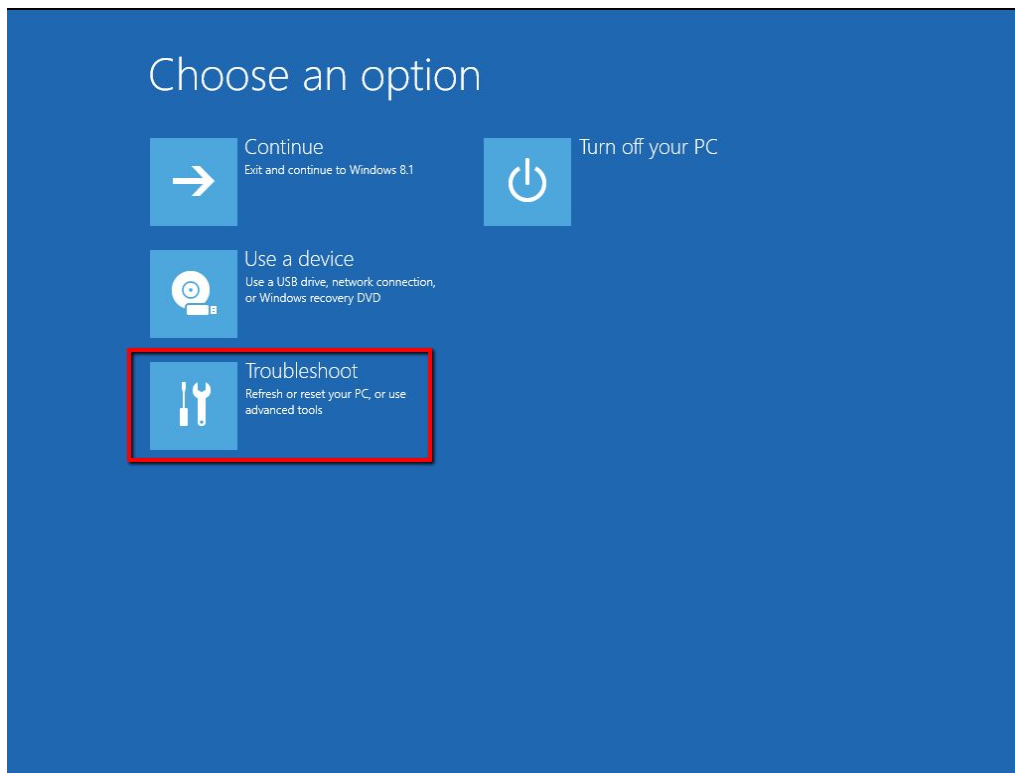 Choose an option
Continue
Exit and continue to Windows 8.1
Turn off your PC
Use a device
Use a USB drive, network connection,
or Windows recovery DVD
Troubleshoot
Refresh or reset your PC, or use
advanced tools